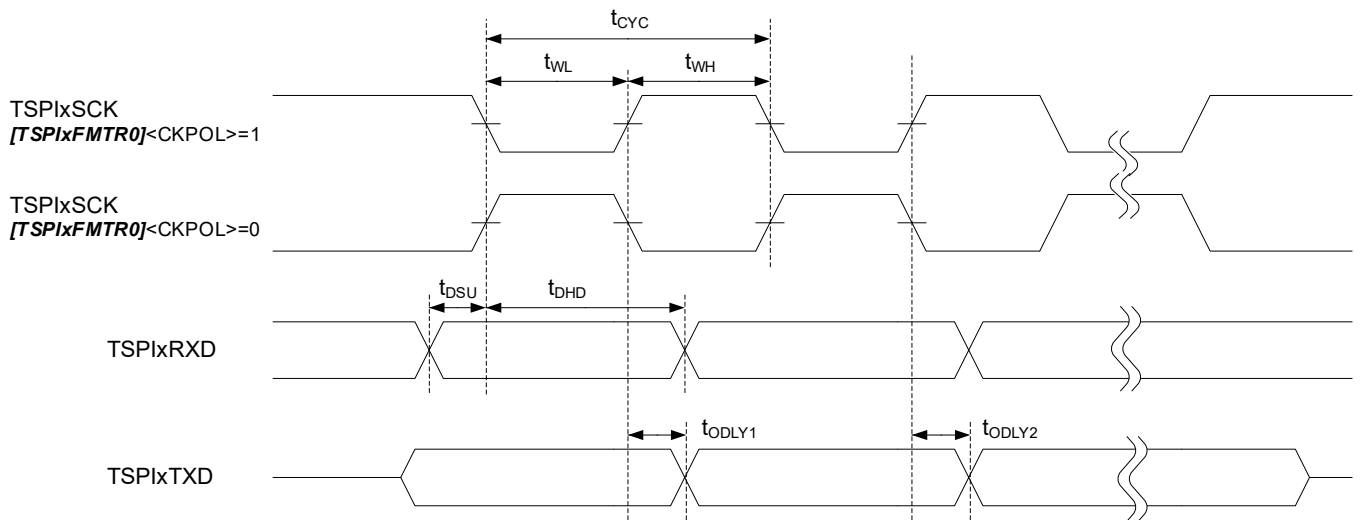 tCYC
tWL tWH
TSPIxSCK
[TSPIxFMTR0]<CKPOL>=1
TSPIxSCK
[TSPIxFMTR0]<CKPOL>=0
tDSU tDHD
TSPIxRXD
tODLY1 tODLY2
TSPIxTXD